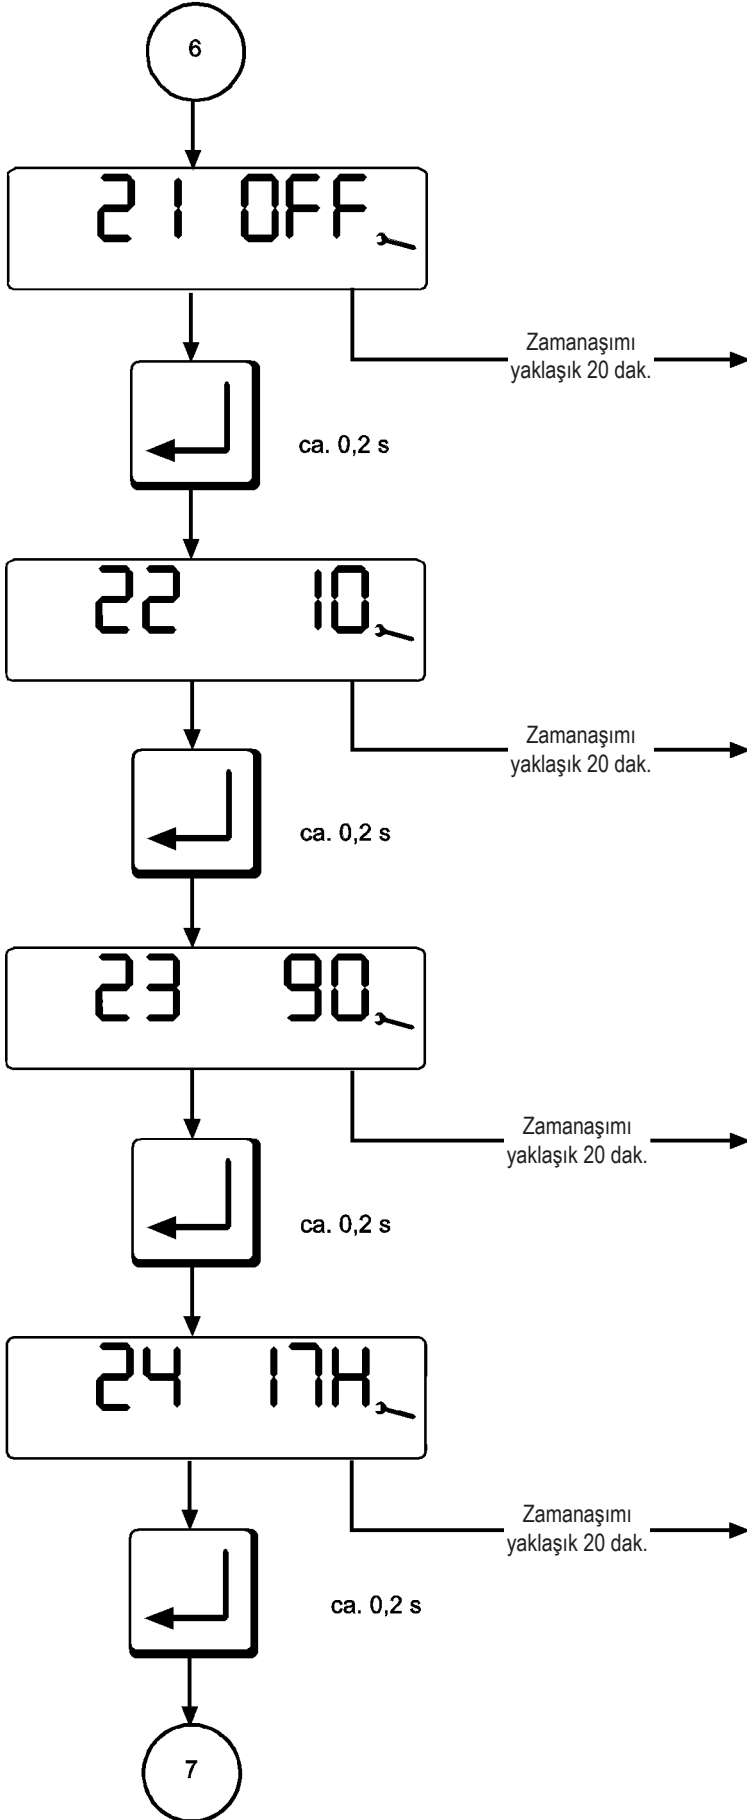 6
21 OFF
Zamanaşımı
yaklaşık 20 dak.
ca. 0,2 s
22 10
Zamanaşımı
yaklaşık 20 dak.
ca. 0,2 s
23 90
Zamanaşımı
yaklaşık 20 dak.
ca. 0,2 s
24 17H
Zamanaşımı
yaklaşık 20 dak.
ca. 0,2 s
7